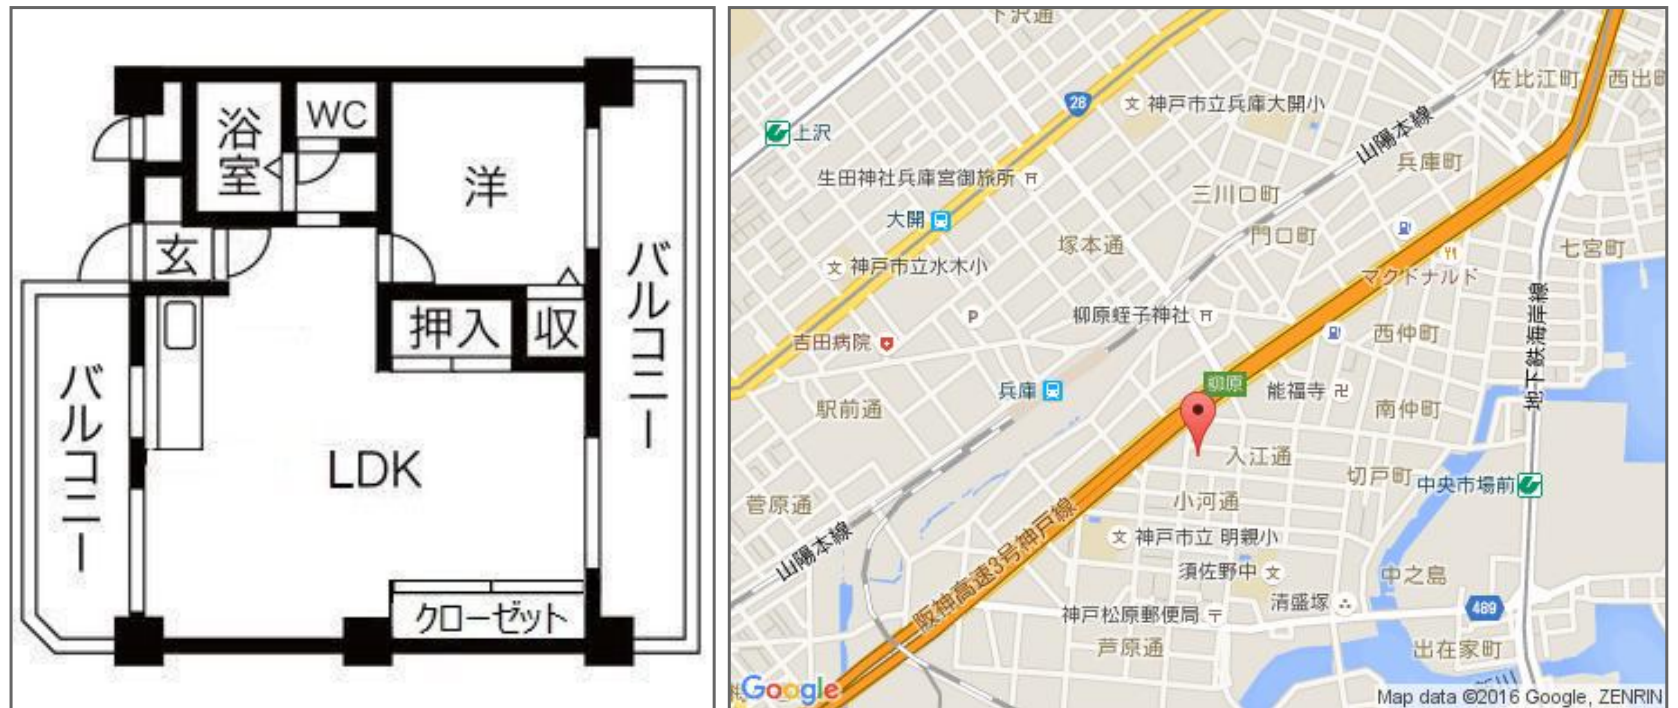 浴室
WC
洋
玄
押入
収
バルコニー
バルコニー
LDK
クローゼット
下沢通
佐比江町
西出町
28
神戸市立兵庫大開小
上沢
山陽本線
兵庫町
生田神社兵庫宮御旅所
三川口町
大開
塚本通
門口町
七宮町
神戸市立水木小
マクドナルド
P
柳原蛭子神社
地下鉄海岸線
西仲町
吉田病院
柳原
兵庫
能福寺
駅前通
南仲町
入江通
切戸町
中央市場前
菅原通
小河通
神戸市立 明親小
山陽本線
阪神高速3号神戸線
須佐野中
中之島
清盛塚
489
神戸松原郵便局
芦原通
出在家町
新川
Google
Map data ©2016 Google, ZENRIN